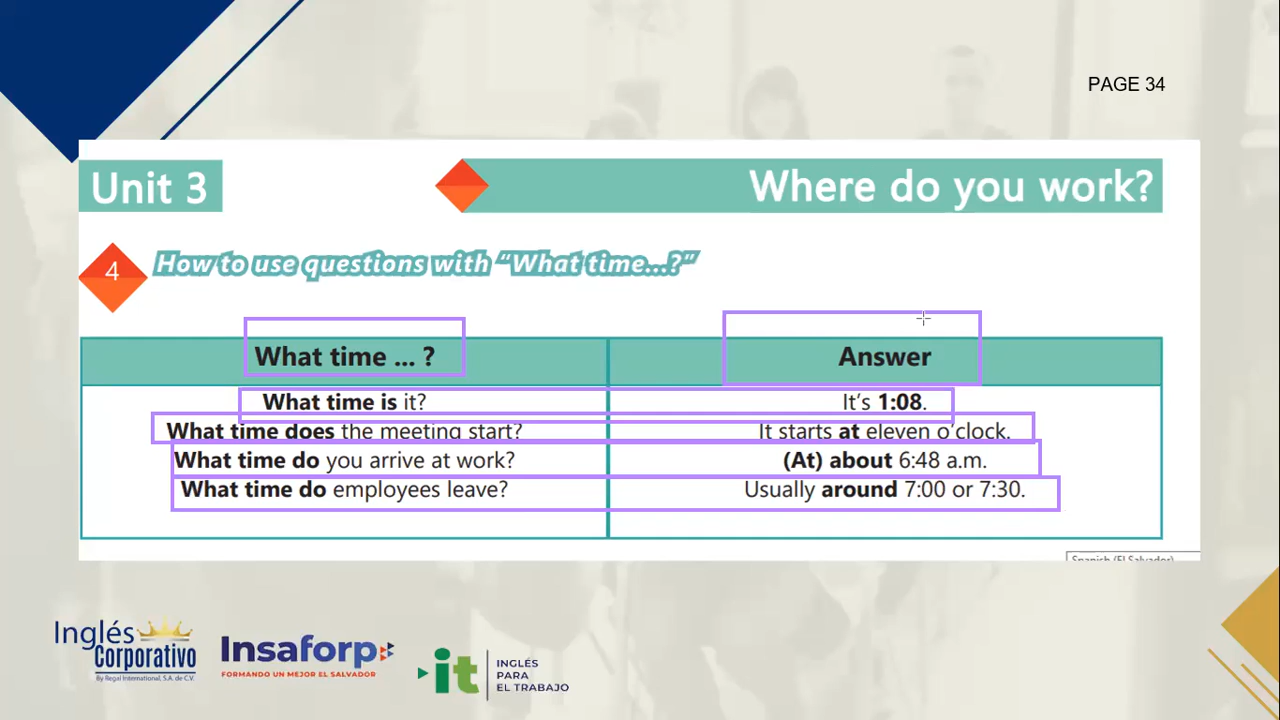 PAGE 34
Unit 3
Where do you work?
4
How to use questions with “What time...?”
What time ... ? Answer
What time is it? It’s 1:08.
What time does the meeting start? It starts at eleven o’clock.
What time do you arrive at work? (At) about 6:48 a.m.
What time do employees leave? Usually around 7:00 or 7:30.
Spanish (El Salvador)
Inglés
Corporativo
By Regal International, S.A. de C.V.
Insaforp
FORMANDO UN MEJOR EL SALVADOR
it
INGLÉS
PARA
EL TRABAJO